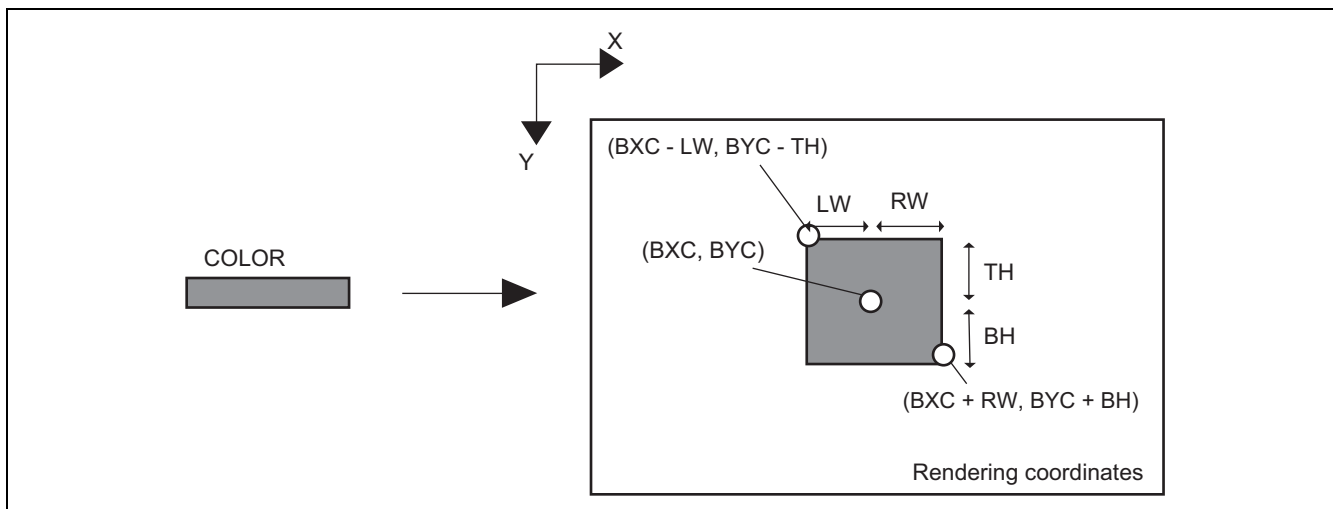 X
Y
(BXC - LW, BYC - TH)
LW RW
(BXC, BYC)
TH
COLOR
BH
(BXC + RW, BYC + BH)
Rendering coordinates